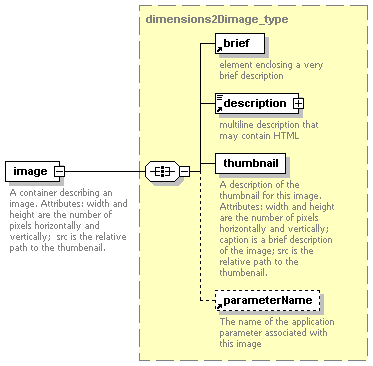 dimensions2Dimage_type
brief
element enclosing a very
brief description
description
multiline description that
may contain HTML
image
A container describing an
image. Attributes: width and
height are the number of
pixels horizontally and
vertically;  src is the relative
path to the thumbenail.
thumbnail
A description of the
thumbnail for this image.
Attributes: width and height
are the number of pixels
horizontally and vertically;
caption is a brief description
of the image; src is the
relative path to the
thumbenail.
parameterName
The name of the application
parameter associated with
this image